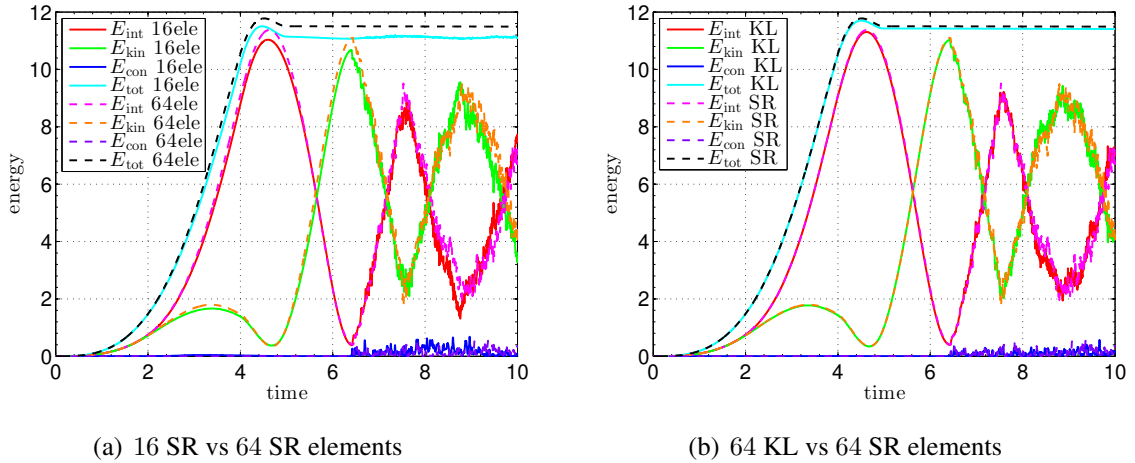 12
10
8
6
4
2
0
energy
E_int 16ele
E_kin 16ele
E_con 16ele
E_tot 16ele
E_int 64ele
E_kin 64ele
E_con 64ele
E_tot 64ele
0 2 4 6 8 10
time
(a) 16 SR vs 64 SR elements
12
10
8
6
4
2
0
energy
E_int KL
E_kin KL
E_con KL
E_tot KL
E_int SR
E_kin SR
E_con SR
E_tot SR
0 2 4 6 8 10
time
(b) 64 KL vs 64 SR elements